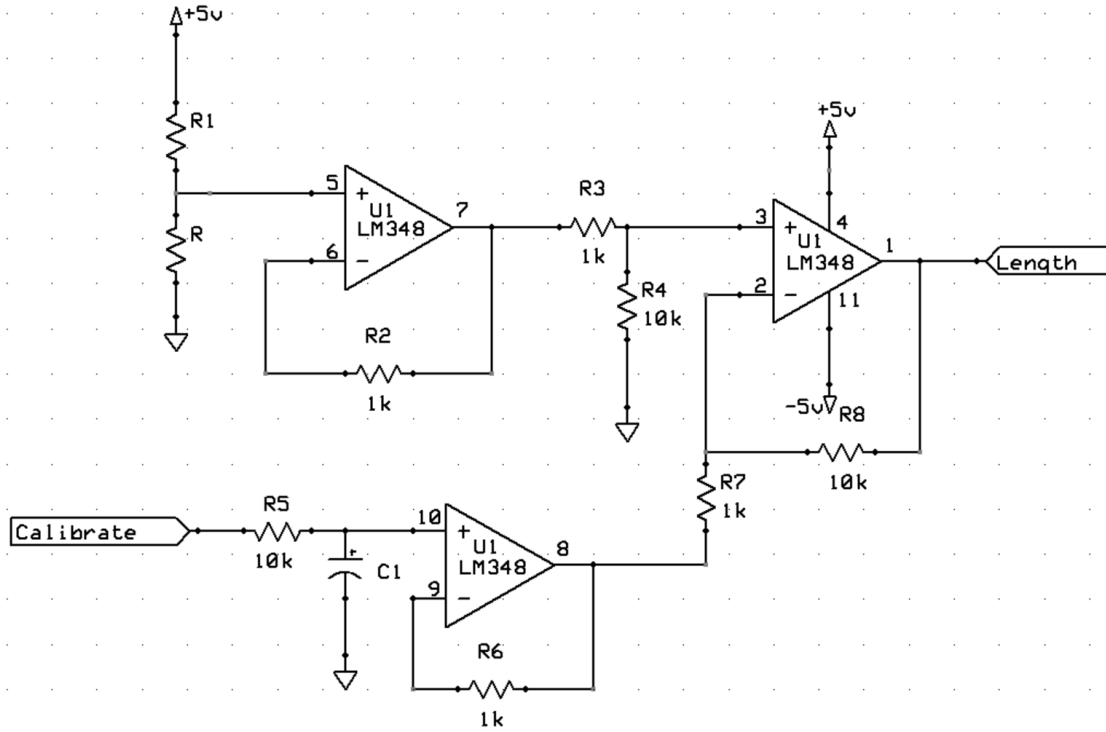 +5v
R1
R
5
+
U1
LM348
7
6
-
R2
1k
R3
1k
R4
10k
+5v
3
+
4
U1
LM348
1
2
-
11
-5v
Length
R8
10k
R7
1k
Calibrate
R5
10k
+
C1
10
+
U1
LM348
8
9
-
R6
1k